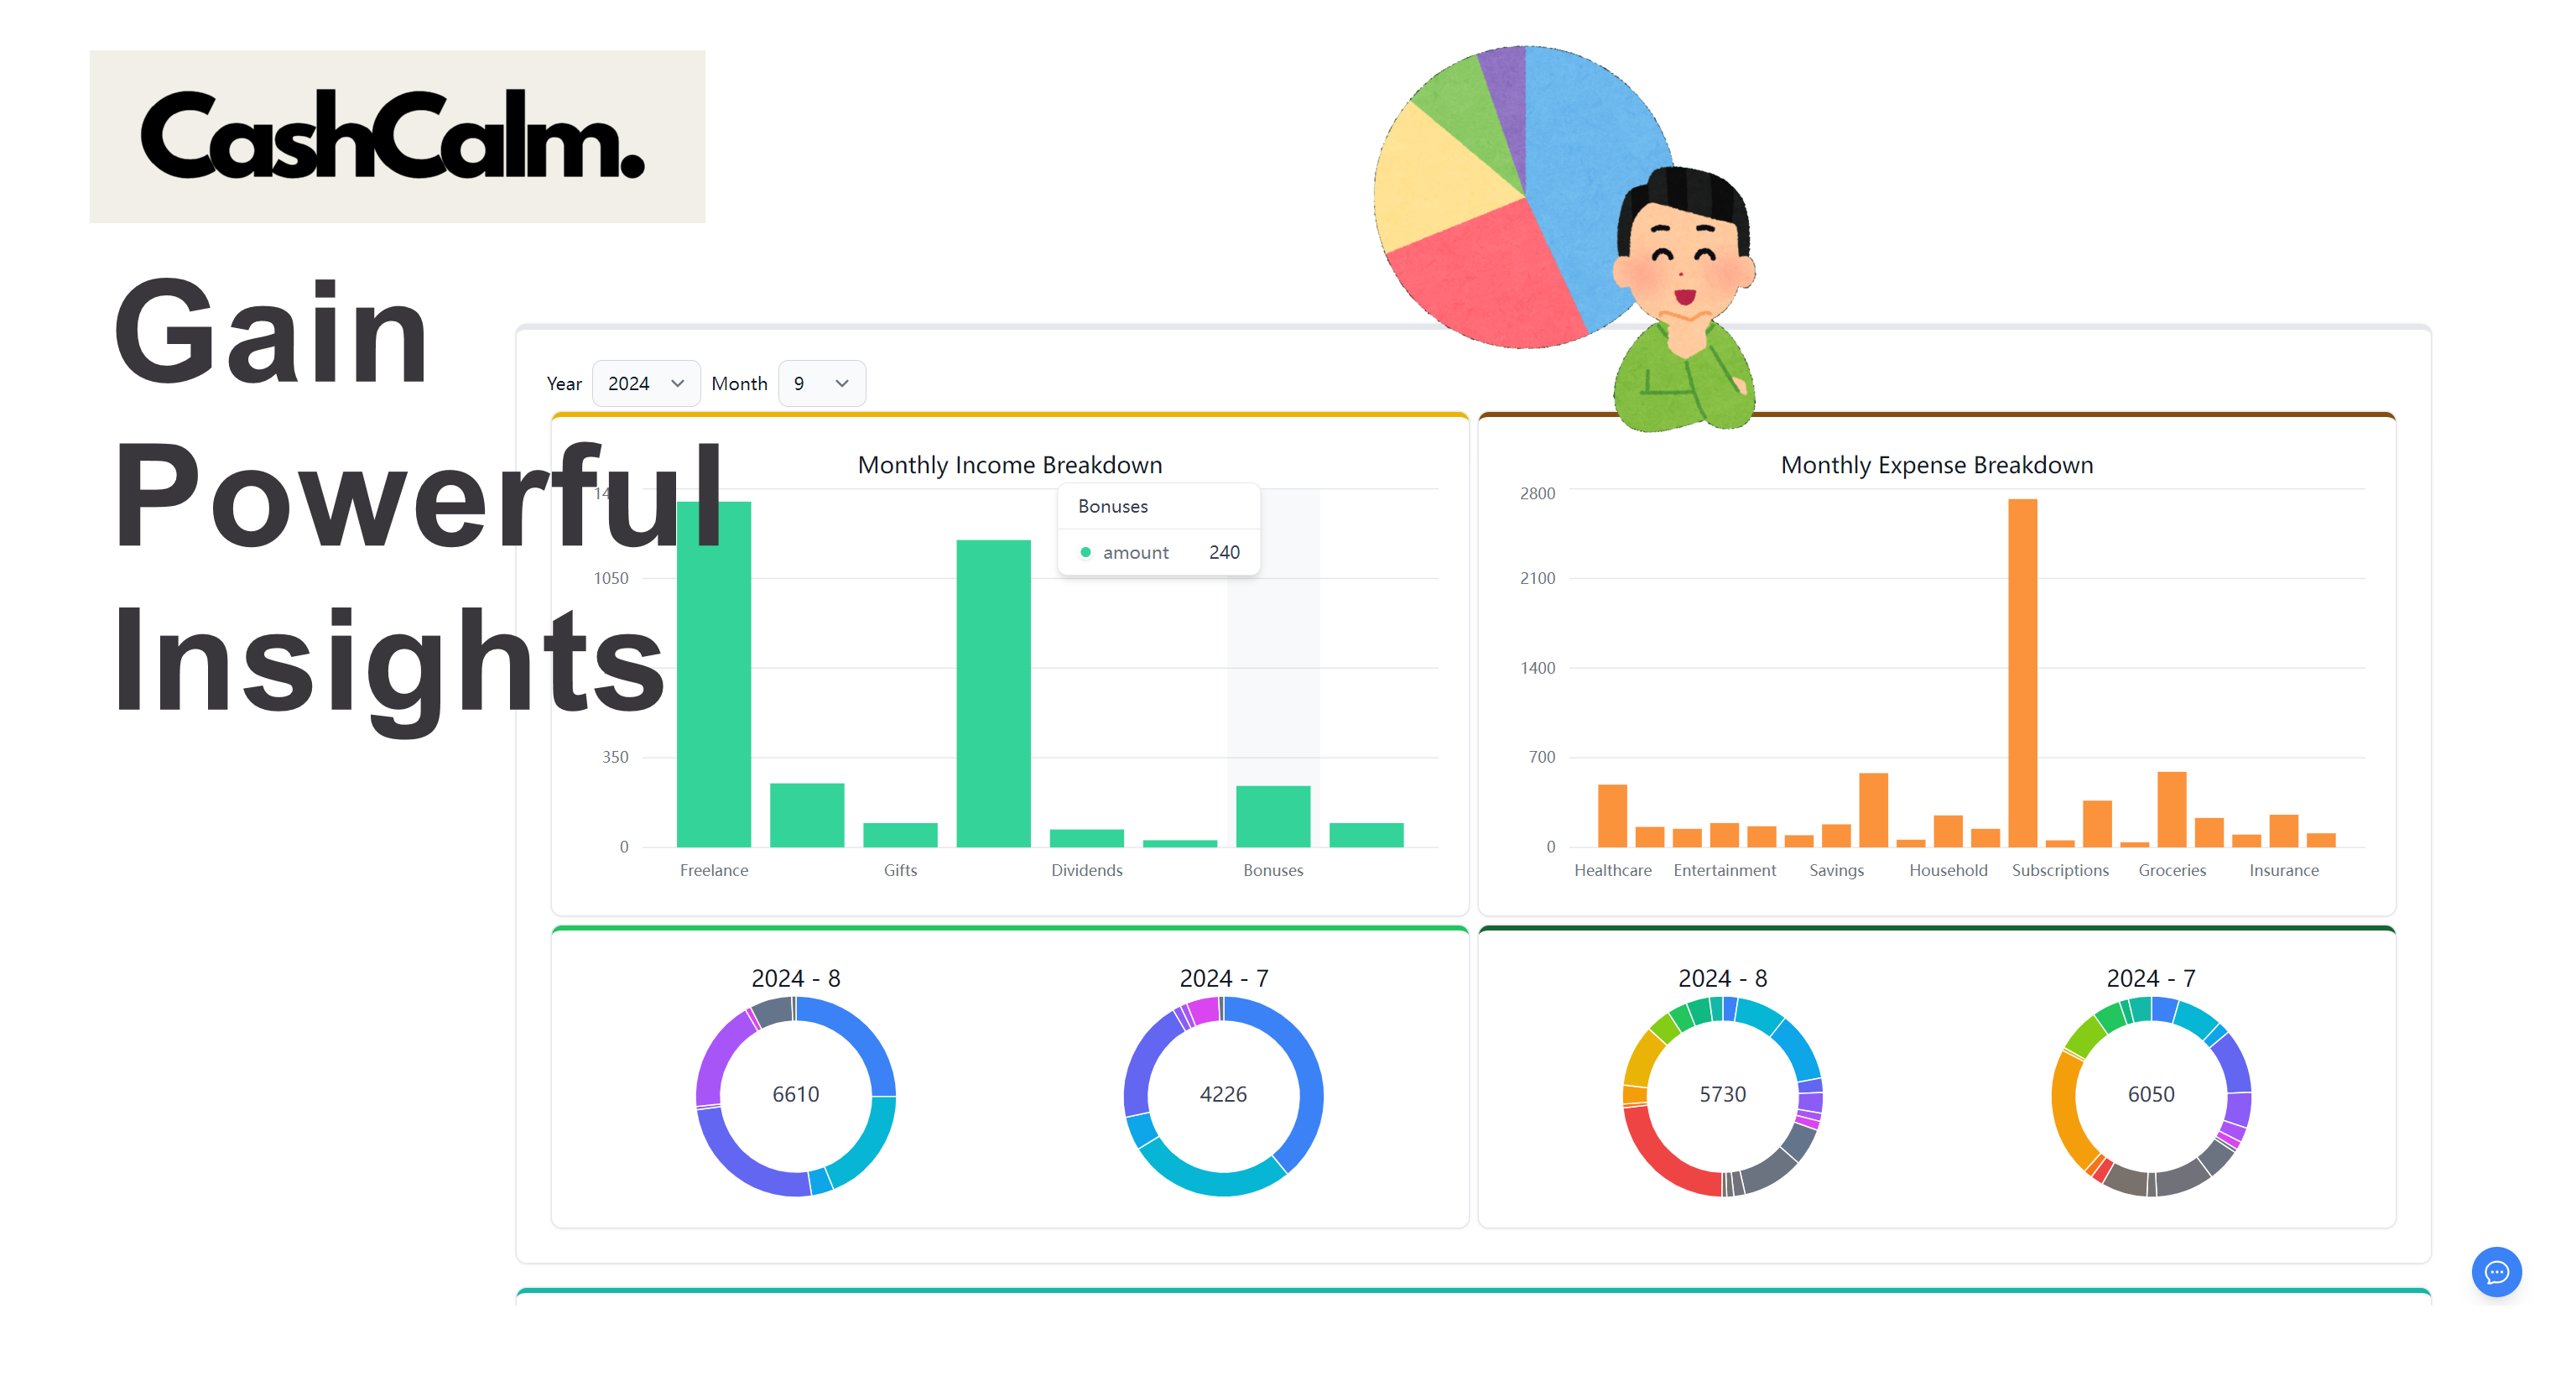 CashCalm.
Gain
Powerful
Insights
Year 2024 Month 9
Monthly Income Breakdown
Bonuses
amount 240
1050
350
0
Freelance Gifts Dividends Bonuses
Monthly Expense Breakdown
2800
2100
1400
700
0
Healthcare Entertainment Savings Household Subscriptions Groceries Insurance
2024 - 8 2024 - 7
6610 4226
2024 - 8 2024 - 7
5730 6050